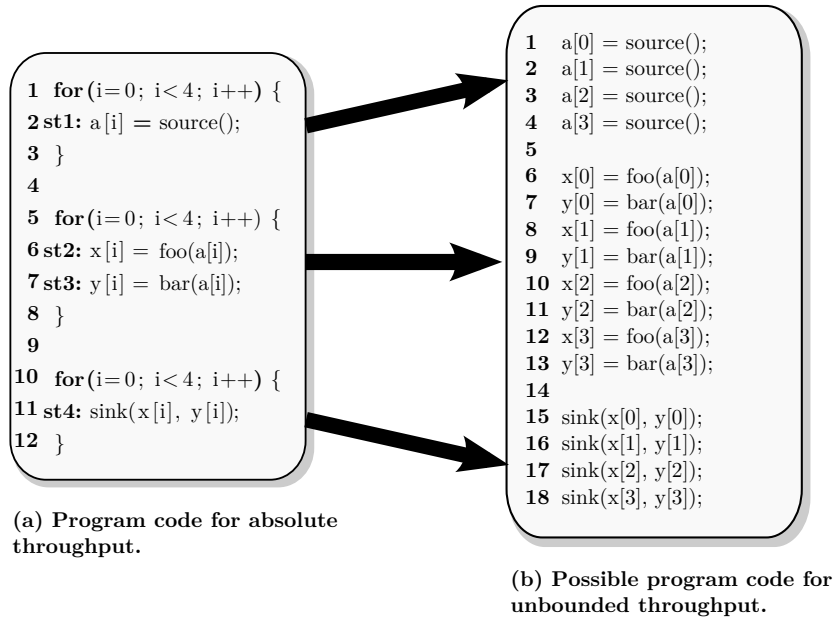 1 for(i=0; i<4; i++) {
2 st1: a[i] = source();
3 }
4
5 for(i=0; i<4; i++) {
6 st2: x[i] = foo(a[i]);
7 st3: y[i] = bar(a[i]);
8 }
9
10 for(i=0; i<4; i++) {
11 st4: sink(x[i], y[i]);
12 }
(a) Program code for absolute
throughput.
1 a[0] = source();
2 a[1] = source();
3 a[2] = source();
4 a[3] = source();
5
6 x[0] = foo(a[0]);
7 y[0] = bar(a[0]);
8 x[1] = foo(a[1]);
9 y[1] = bar(a[1]);
10 x[2] = foo(a[2]);
11 y[2] = bar(a[2]);
12 x[3] = foo(a[3]);
13 y[3] = bar(a[3]);
14
15 sink(x[0], y[0]);
16 sink(x[1], y[1]);
17 sink(x[2], y[2]);
18 sink(x[3], y[3]);
(b) Possible program code for
unbounded throughput.